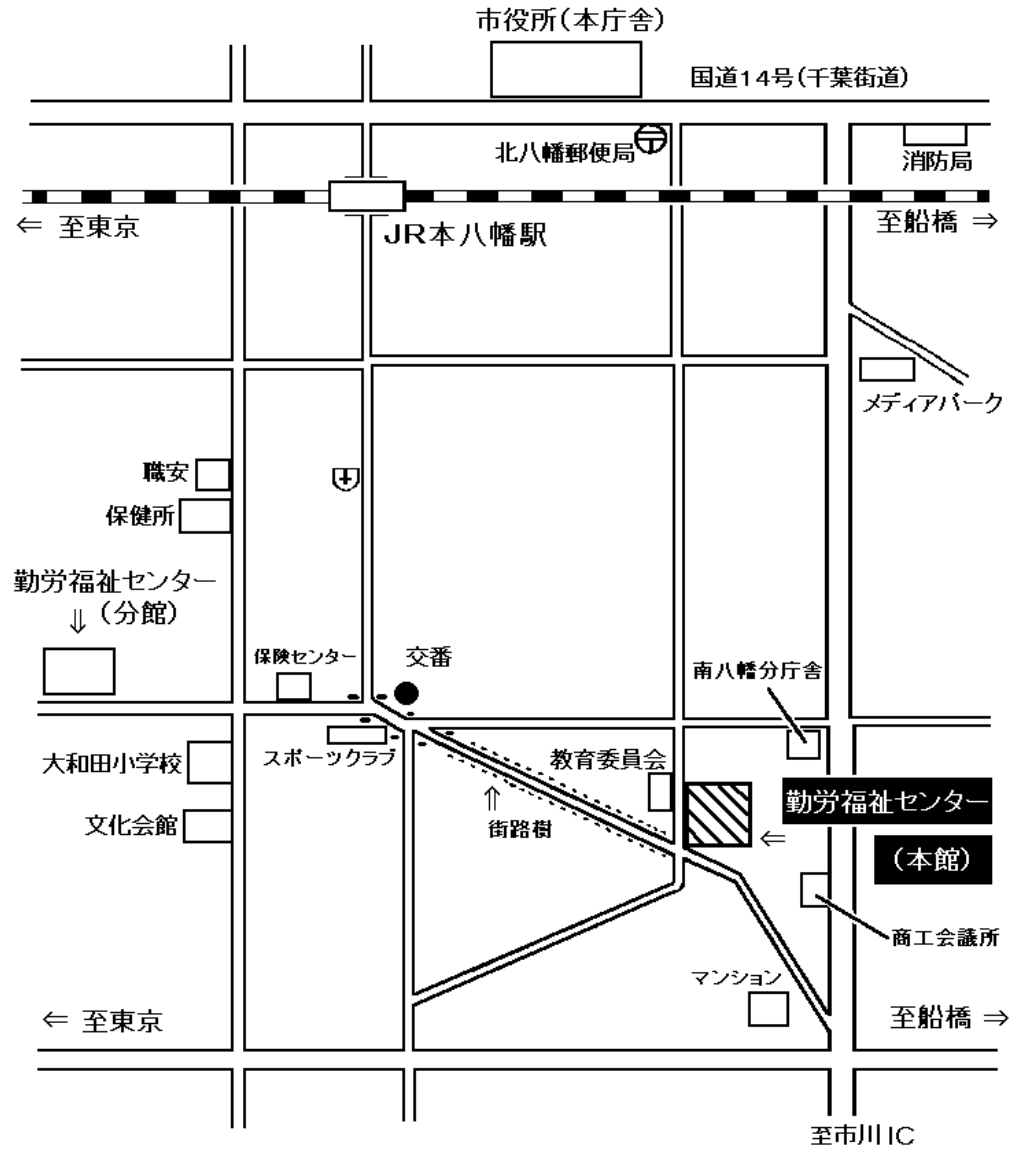 市役所(本庁舎)
国道14号(千葉街道)
北八幡郵便局
消防局
⇐ 至東京
JR本八幡駅
至船橋 ⇒
メディアパーク
職安
保健所
勤労福祉センター
(分館)
⇓
保険センター
交番
南八幡分庁舎
スポーツクラブ
大和田小学校
教育委員会
⇑
街路樹
勤労福祉センター
(本館)
⇐
文化会館
商工会議所
マンション
⇐ 至東京
至船橋 ⇒
至市川IC